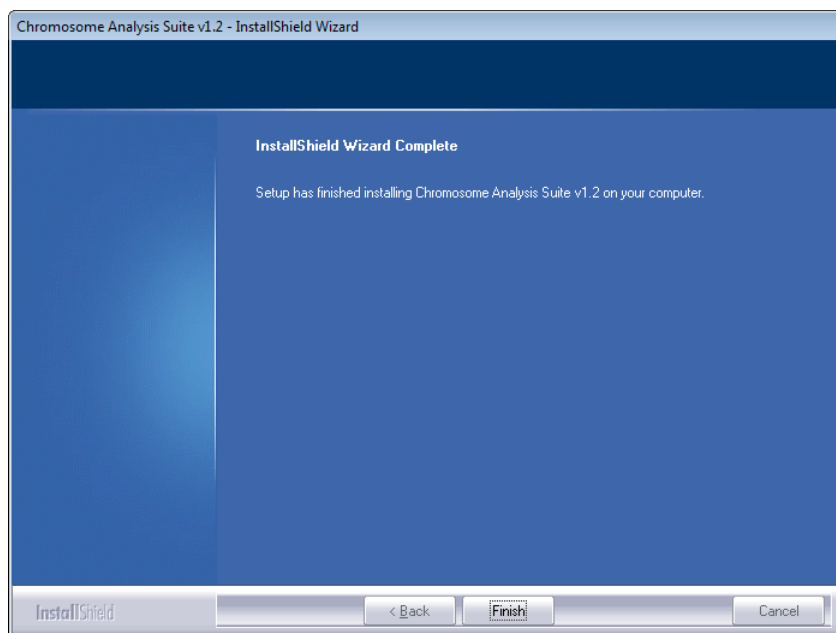 Chromosome Analysis Suite v1.2 - InstallShield Wizard
InstallShield Wizard Complete
Setup has finished installing Chromosome Analysis Suite v1.2 on your computer.
InstallShield
< Back Finish Cancel